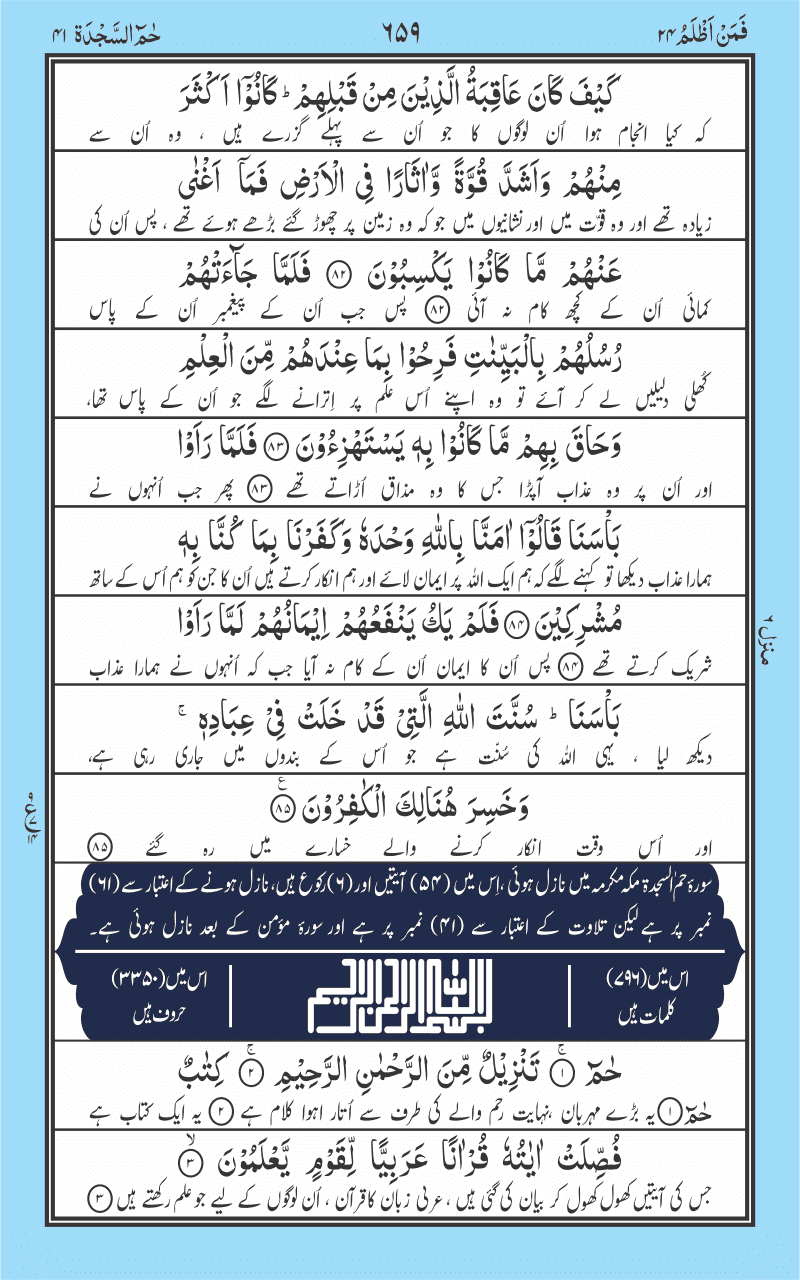 فَمَنْ اَظْلَمُ ٢٤
٦٥٩
حٰمٓ السَّجْدَة ٤١
كَيْفَ كَانَ عَاقِبَةُ الَّذِيْنَ مِنْ قَبْلِهِمْ ؕ كَانُوْۤا اَكْثَرَ
کہ کیا انجام ہوا اُن لوگوں کا جو اُن سے پہلے گزرے ہیں ، وہ اُن سے
مِنْهُمْ وَاَشَدَّ قُوَّةً وَّاٰثَارًا فِي الْاَرْضِ فَمَاۤ اَغْنٰى
زیادہ تھے اور وہ قوّت میں اور نشانیوں میں جو کہ وہ زمین پر چھوڑ گئے بڑھے ہوئے تھے ، پس اُن کی
عَنْهُمْ مَّا كَانُوْا يَكْسِبُوْنَ ٨٢ فَلَمَّا جَآءَتْهُمْ
کمائی اُن کے کچھ کام نہ آئی ٨٢ پس جب اُن کے پیغمبر اُن کے پاس
رُسُلُهُمْ بِالْبَيِّنٰتِ فَرِحُوْا بِمَا عِنْدَهُمْ مِّنَ الْعِلْمِ
کُھلی دلیلیں لے کر آئے تو وہ اپنے اُس علم پر اِترانے لگے جو اُن کے پاس تھا،
وَحَاقَ بِهِمْ مَّا كَانُوْا بِهٖ يَسْتَهْزِءُوْنَ ٨٣ فَلَمَّا رَاَوْا
اور اُن پر وہ عذاب آپڑا جس کا وہ مذاق اُڑاتے تھے ٨٣ پھر جب اُنہوں نے
بَاْسَنَا قَالُوْۤا اٰمَنَّا بِاللّٰهِ وَحْدَهٗ وَكَفَرْنَا بِمَا كُنَّا بِهٖ
ہمارا عذاب دیکھا تو کہنے لگے کہ ہم ایک اللہ پر ایمان لائے اور ہم انکار کرتے ہیں اُن کا جن کو ہم اُس کے ساتھ
مُشْرِكِيْنَ ٨٤ فَلَمْ يَكُ يَنْفَعُهُمْ اِيْمَانُهُمْ لَمَّا رَاَوْا
شریک کرتے تھے ٨٤ پس اُن کا ایمان اُن کے کام نہ آیا جب کہ اُنہوں نے ہمارا عذاب
منزل ٦
بَاْسَنَا ؕ سُنَّتَ اللّٰهِ الَّتِيْ قَدْ خَلَتْ فِيْ عِبَادِهٖ ۚ
دیکھ لیا ، یہی اللہ کی سُنّت ہے جو اُس کے بندوں میں جاری رہی ہے،
وَخَسِرَ هُنَالِكَ الْكٰفِرُوْنَ ٨٥ ۧ
اور اُس وقت انکار کرنے والے خسارے میں رہ گئے ٨٥
سورۂ حٰمٓ السجدۃ مکہ مکرمہ میں نازل ہوئی ، اِس میں (۵۴) آیتیں اور (٦) رکوع ہیں، نازل ہونے کے اعتبار سے (٦١)
نمبر پر ہے لیکن تلاوت کے اعتبار سے (۴١) نمبر پر ہے اور سورۂ مؤمن کے بعد نازل ہوئی ہے۔
اس میں (۷۹٦) کلمات ہیں
بسم الله الرحمن الرحيم
اس میں (۳۳۵۰) حروف ہیں
حٰمٓ ۚ ١ تَنْزِيْلٌ مِّنَ الرَّحْمٰنِ الرَّحِيْمِ ۚ ٢ كِتٰبٌ
حٰمٓ ١ یہ بڑے مہربان ،نہایت رحم والے کی طرف سے اُتار اہوا کلام ہے ٢ یہ ایک کتاب ہے
فُصِّلَتْ اٰيٰتُهٗ قُرْاٰنًا عَرَبِيًّا لِّقَوْمٍ يَّعْلَمُوْنَ ۙ ٣
جس کی آیتیں کھول کھول کر بیان کی گئی ہیں ،عربی زبان کا قرآن ، اُن لوگوں کے لیے جو علم رکھتے ہیں ٣